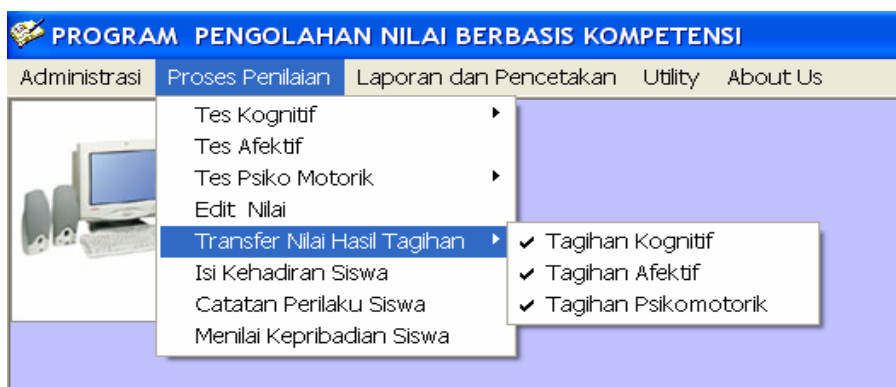 PROGRAM PENGOLAHAN NILAI BERBASIS KOMPETENSI
Administrasi Proses Penilaian Laporan dan Pencetakan Utility About Us
Tes Kognitif
Tes Afektif
Tes Psiko Motorik
Edit Nilai
Transfer Nilai Hasil Tagihan
Tagihan Kognitif
Tagihan Afektif
Tagihan Psikomotorik
Isi Kehadiran Siswa
Catatan Perilaku Siswa
Menilai Kepribadian Siswa